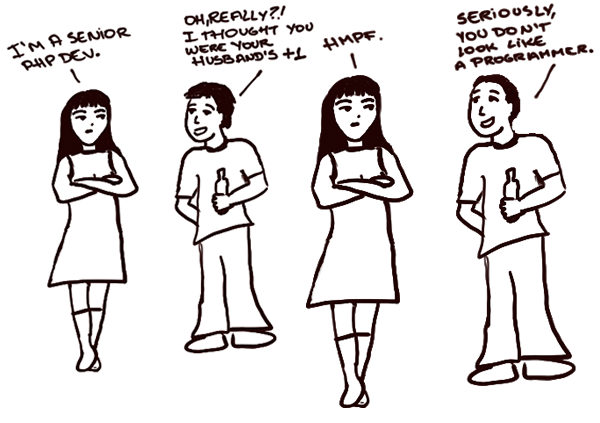 I'M A SENIOR
PHP DEV.
OH, REALLY?!
I THOUGHT YOU
WERE YOUR
HUSBAND'S +1
HMPF.
SERIOUSLY,
YOU DON'T
LOOK LIKE
A PROGRAMMER.